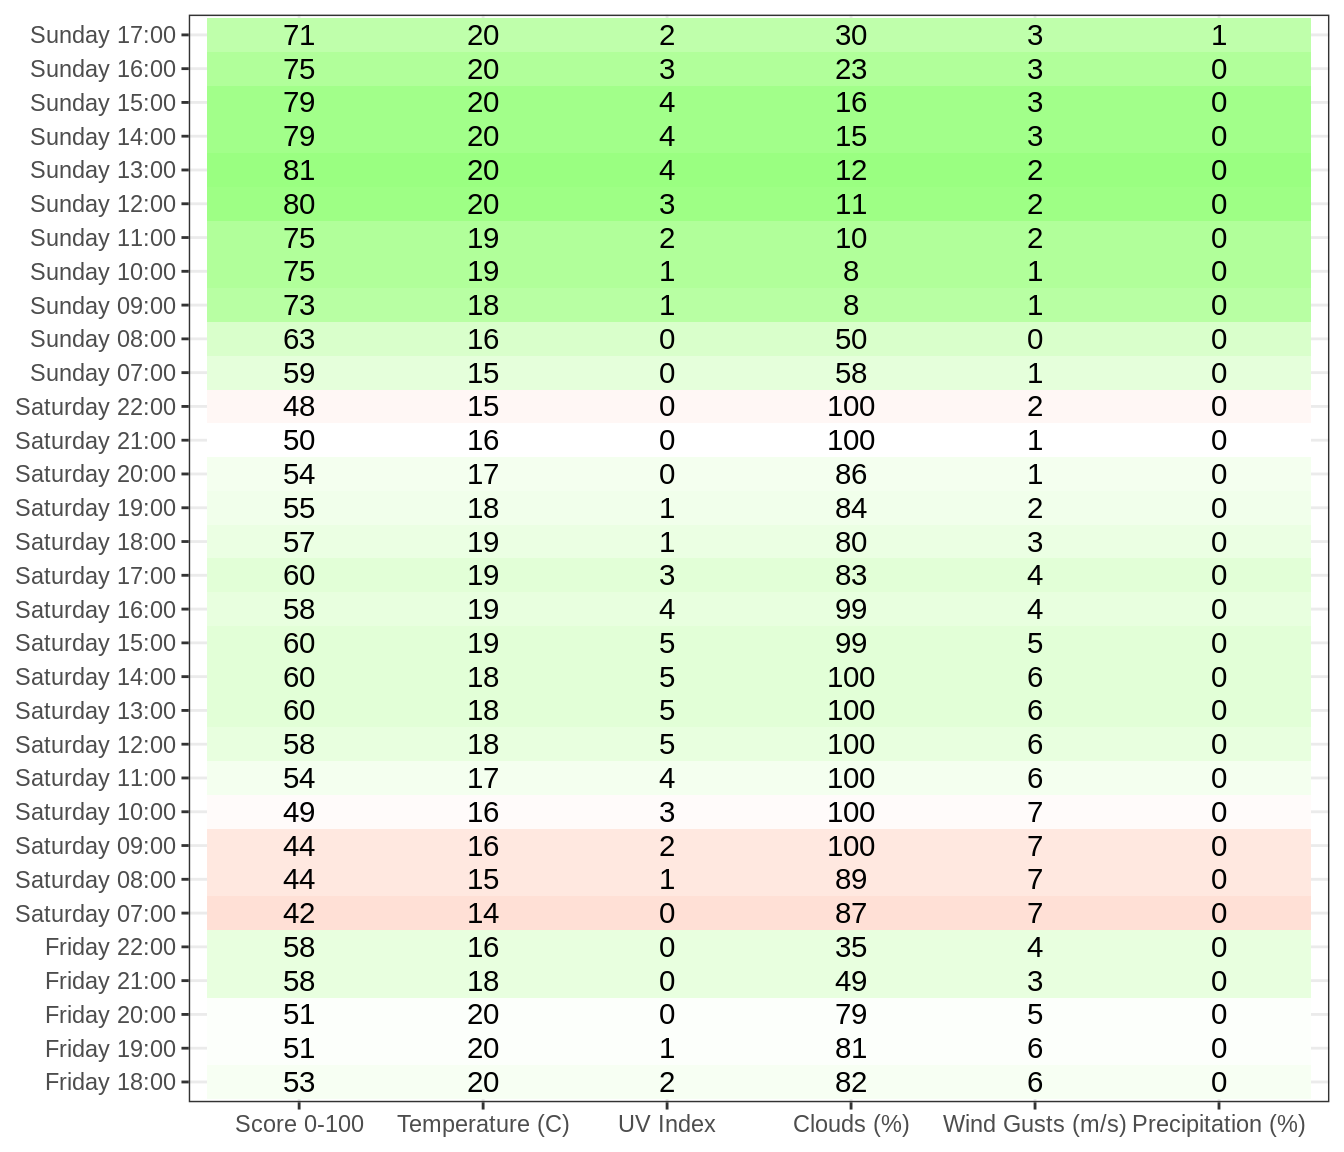 Sunday 17:00 71 20 2 30 3 1
Sunday 16:00 75 20 3 23 3 0
Sunday 15:00 79 20 4 16 3 0
Sunday 14:00 79 20 4 15 3 0
Sunday 13:00 81 20 4 12 2 0
Sunday 12:00 80 20 3 11 2 0
Sunday 11:00 75 19 2 10 2 0
Sunday 10:00 75 19 1 8 1 0
Sunday 09:00 73 18 1 8 1 0
Sunday 08:00 63 16 0 50 0 0
Sunday 07:00 59 15 0 58 1 0
Saturday 22:00 48 15 0 100 2 0
Saturday 21:00 50 16 0 100 1 0
Saturday 20:00 54 17 0 86 1 0
Saturday 19:00 55 18 1 84 2 0
Saturday 18:00 57 19 1 80 3 0
Saturday 17:00 60 19 3 83 4 0
Saturday 16:00 58 19 4 99 4 0
Saturday 15:00 60 19 5 99 5 0
Saturday 14:00 60 18 5 100 6 0
Saturday 13:00 60 18 5 100 6 0
Saturday 12:00 58 18 5 100 6 0
Saturday 11:00 54 17 4 100 6 0
Saturday 10:00 49 16 3 100 7 0
Saturday 09:00 44 16 2 100 7 0
Saturday 08:00 44 15 1 89 7 0
Saturday 07:00 42 14 0 87 7 0
Friday 22:00 58 16 0 35 4 0
Friday 21:00 58 18 0 49 3 0
Friday 20:00 51 20 0 79 5 0
Friday 19:00 51 20 1 81 6 0
Friday 18:00 53 20 2 82 6 0
Score 0-100 Temperature (C) UV Index Clouds (%) Wind Gusts (m/s) Precipitation (%)